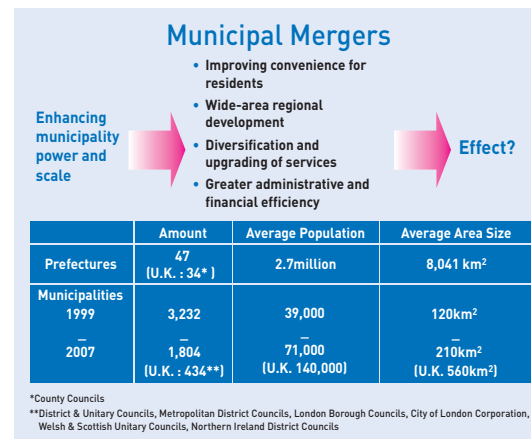 Municipal Mergers
Enhancing
municipality
power and
scale
• Improving convenience for
residents
• Wide-area regional
development
• Diversification and
upgrading of services
• Greater administrative and
financial efficiency
Effect?
Amount Average Population Average Area Size
Prefectures 47
(U.K. : 34* ) 2.7million 8,041 km²
Municipalities
1999 3,232 39,000 120km²
– – – –
2007 1,804 71,000 210km²
(U.K. : 434**) (U.K. 140,000) (U.K. 560km²)
*County Councils
**District & Unitary Councils, Metropolitan District Councils, London Borough Councils, City of London Corporation,
Welsh & Scottish Unitary Councils, Northern Ireland District Councils